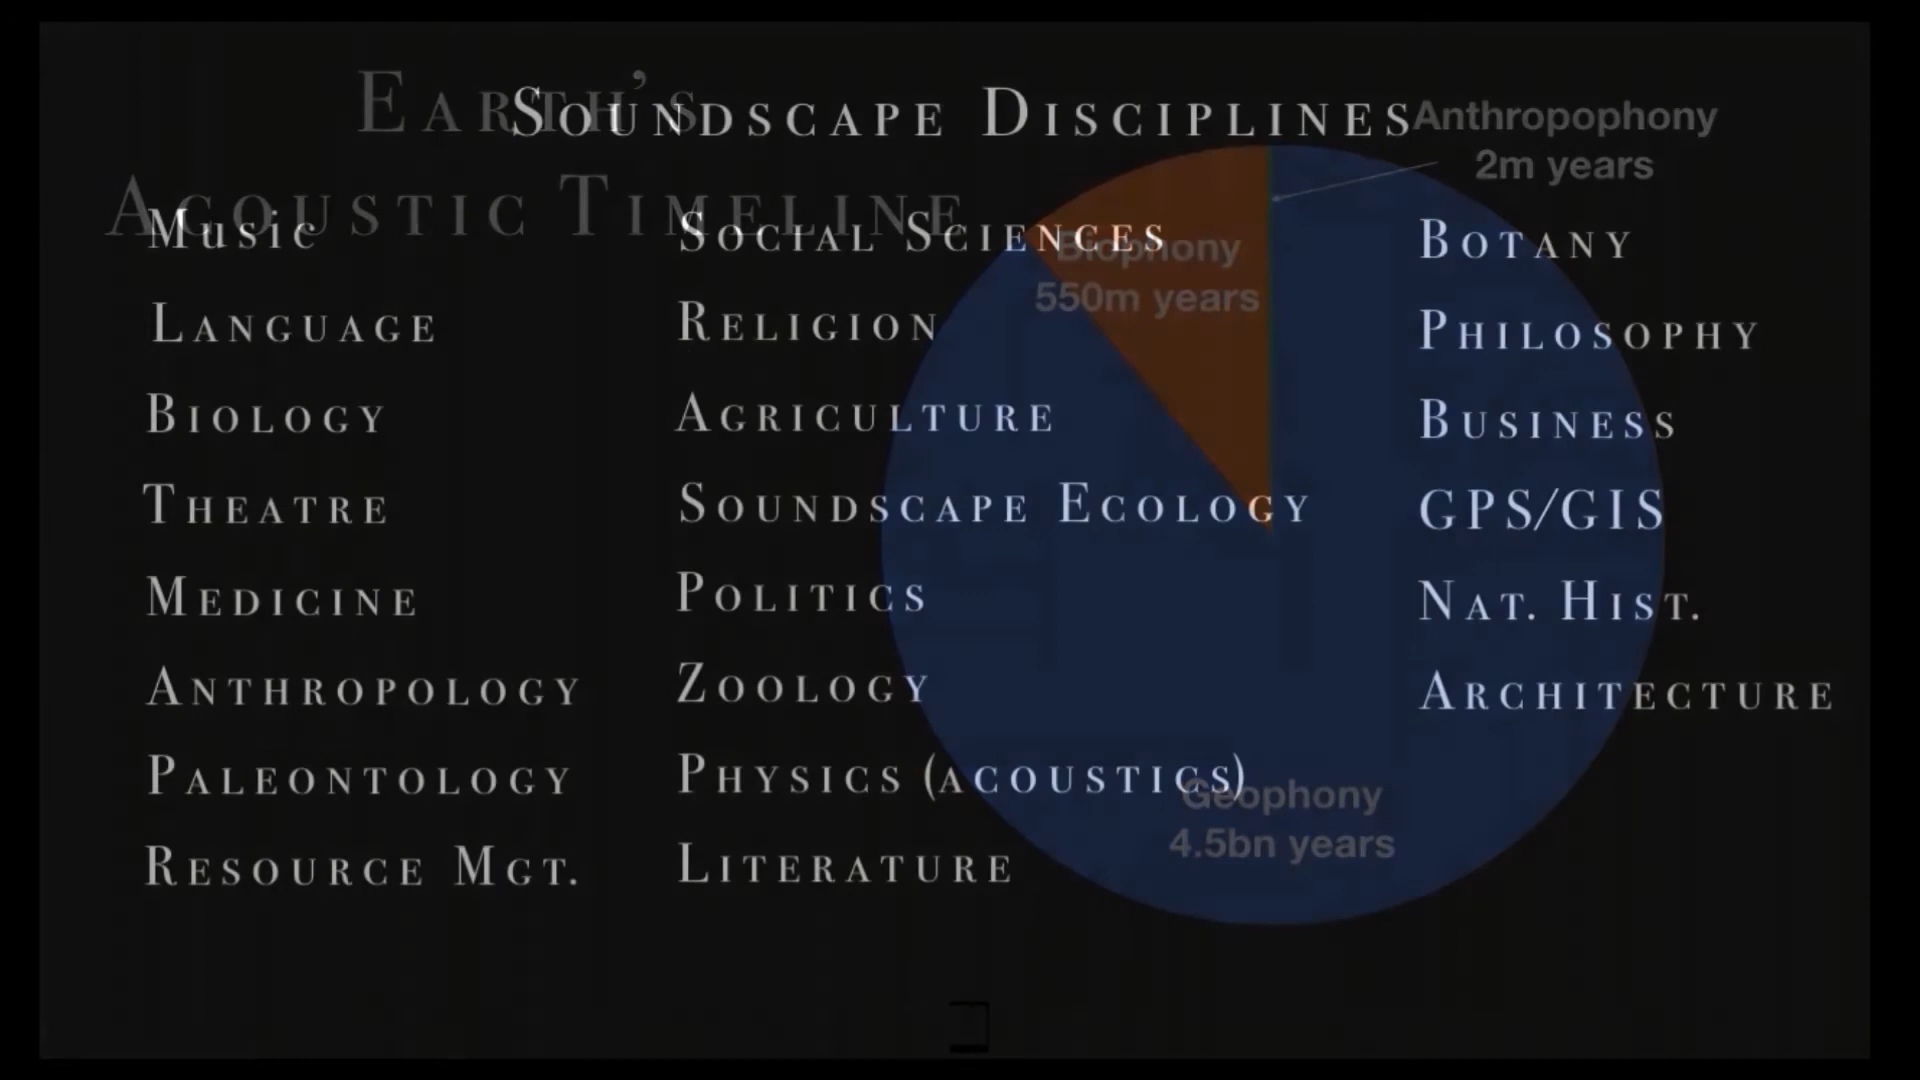 Earth's
Acoustic Timeline
Anthropophony
2m years
Biophony
550m years
Geophony
4.5bn years
Soundscape Disciplines
Music
Language
Biology
Theatre
Medicine
Anthropology
Paleontology
Resource Mgt.
Social Sciences
Religion
Agriculture
Soundscape Ecology
Politics
Zoology
Physics (acoustics)
Literature
Botany
Philosophy
Business
GPS/GIS
Nat. Hist.
Architecture